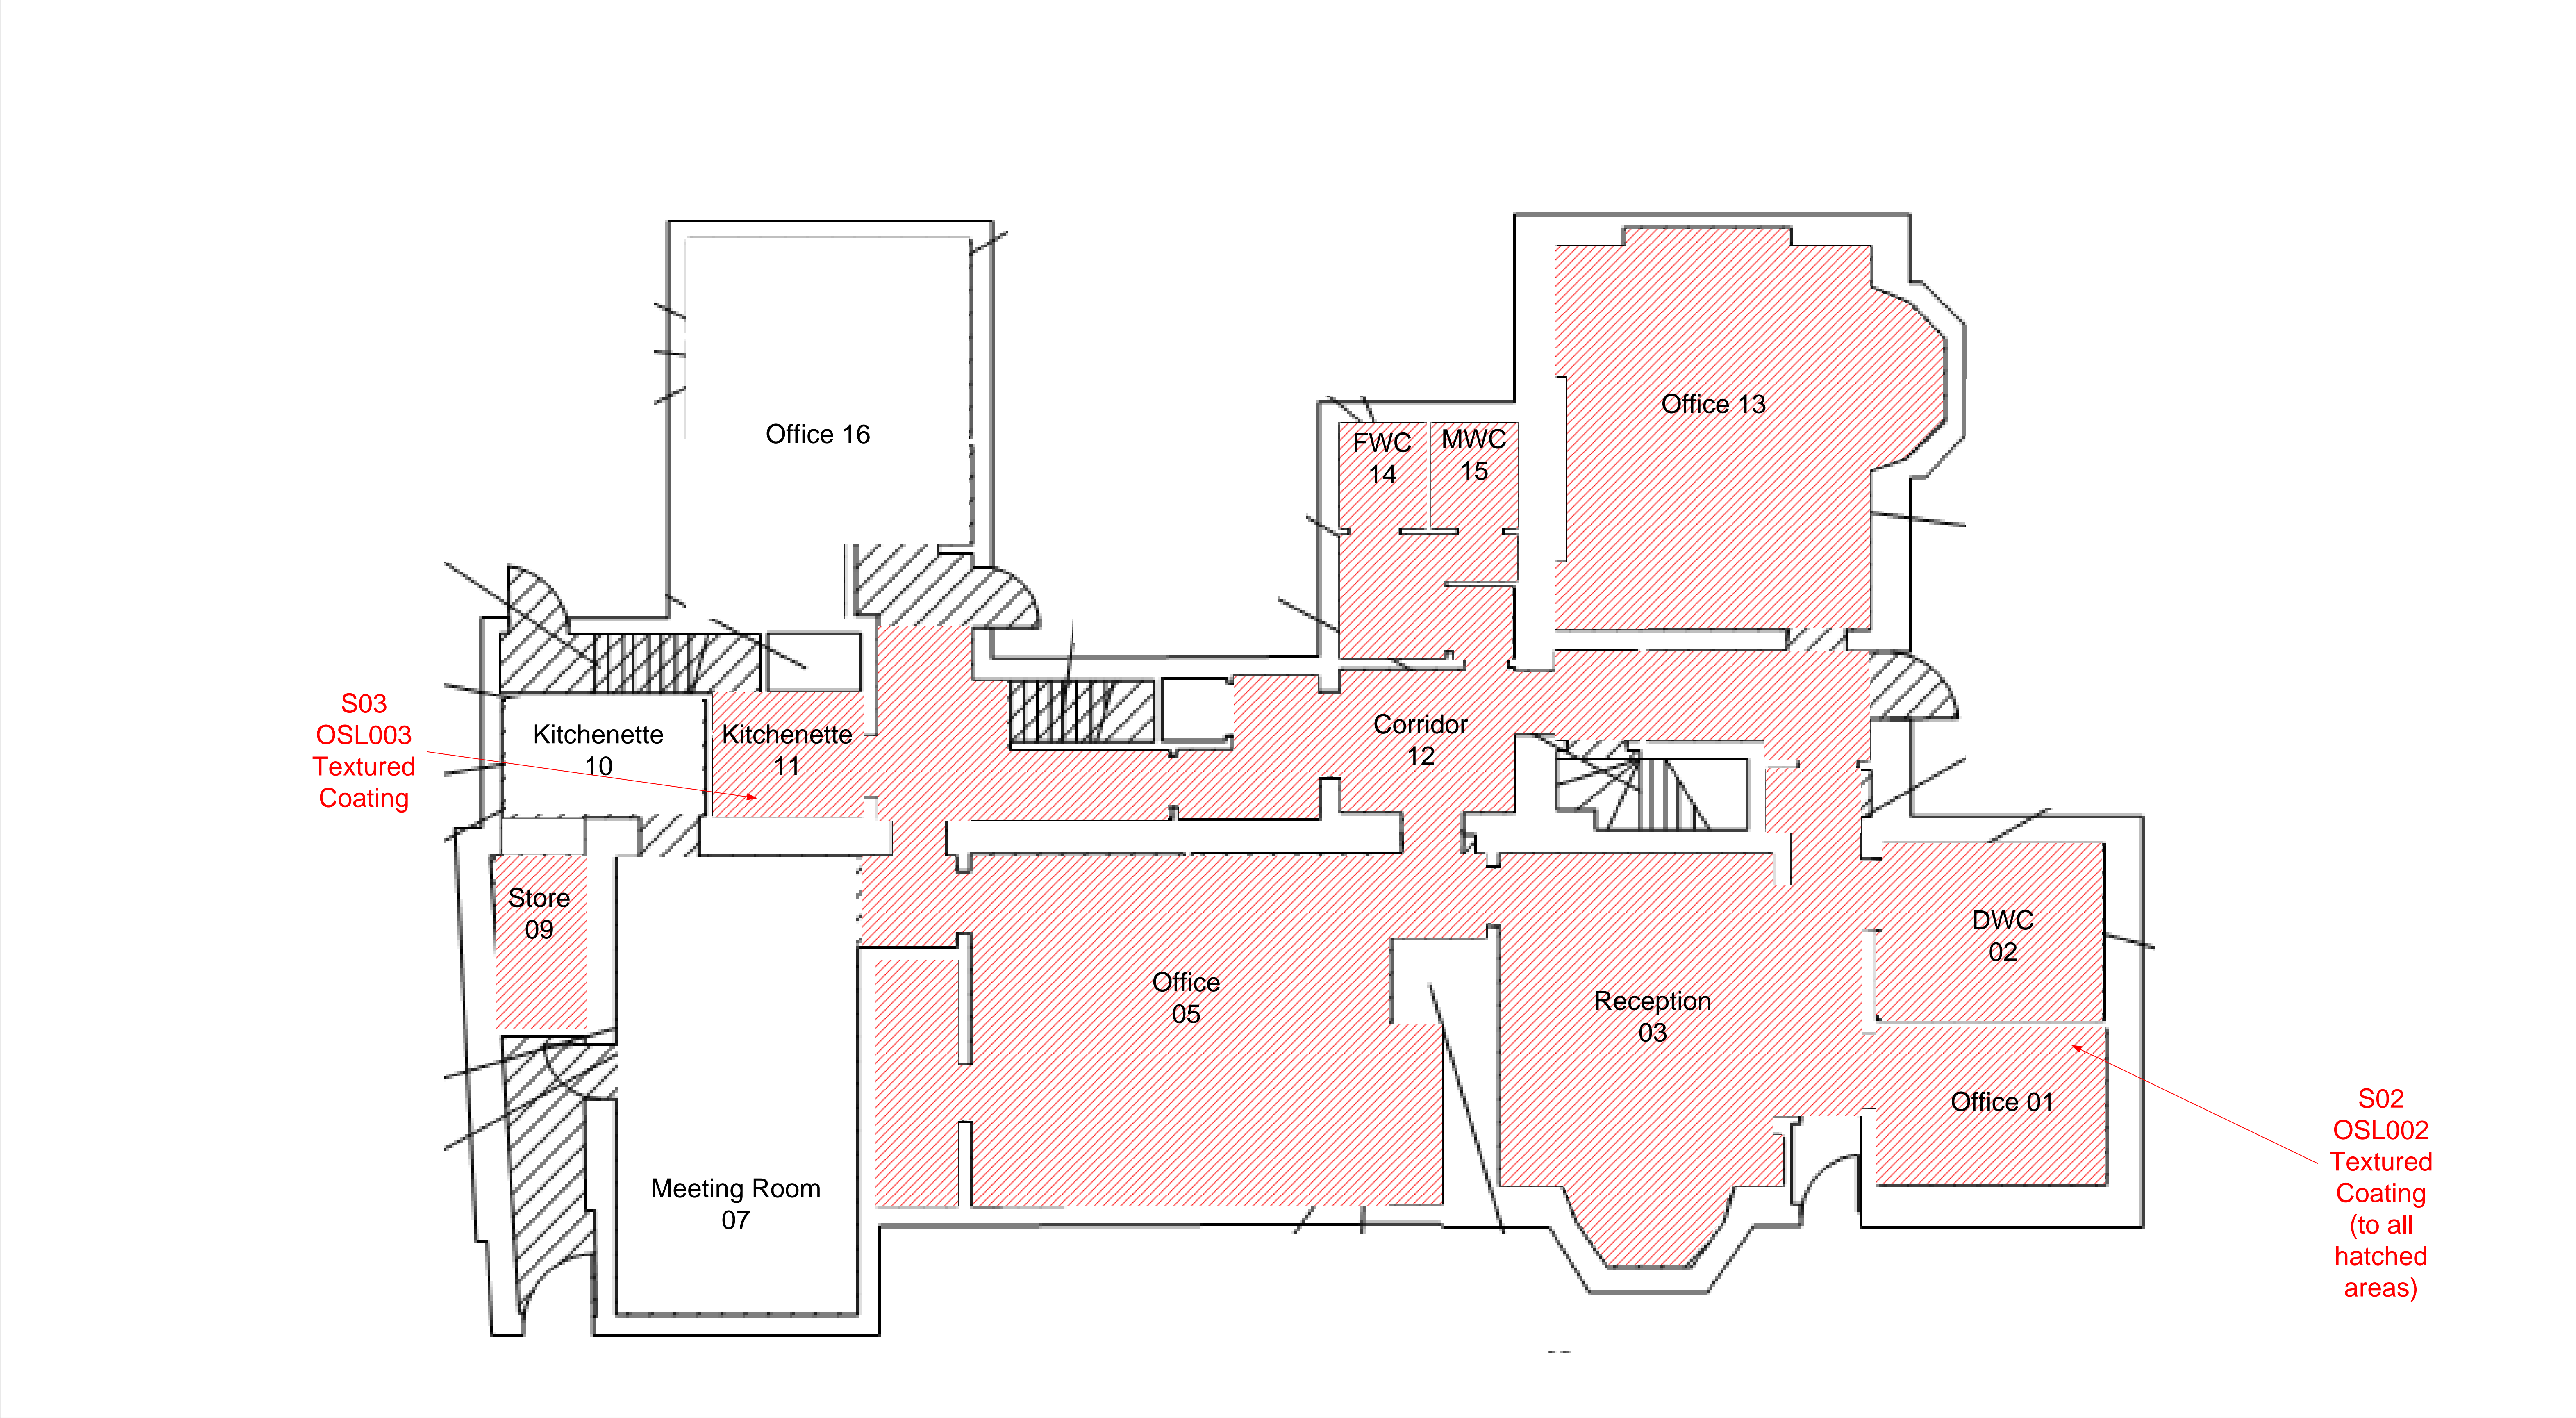 Office 16
Office 13
FWC
14
MWC
15
S03
OSL003
Textured
Coating
Kitchenette
10
Kitchenette
11
Corridor
12
Store
09
DWC
02
Office
05
Reception
03
Office 01
Meeting Room
07
S02
OSL002
Textured
Coating
(to all
hatched
areas)